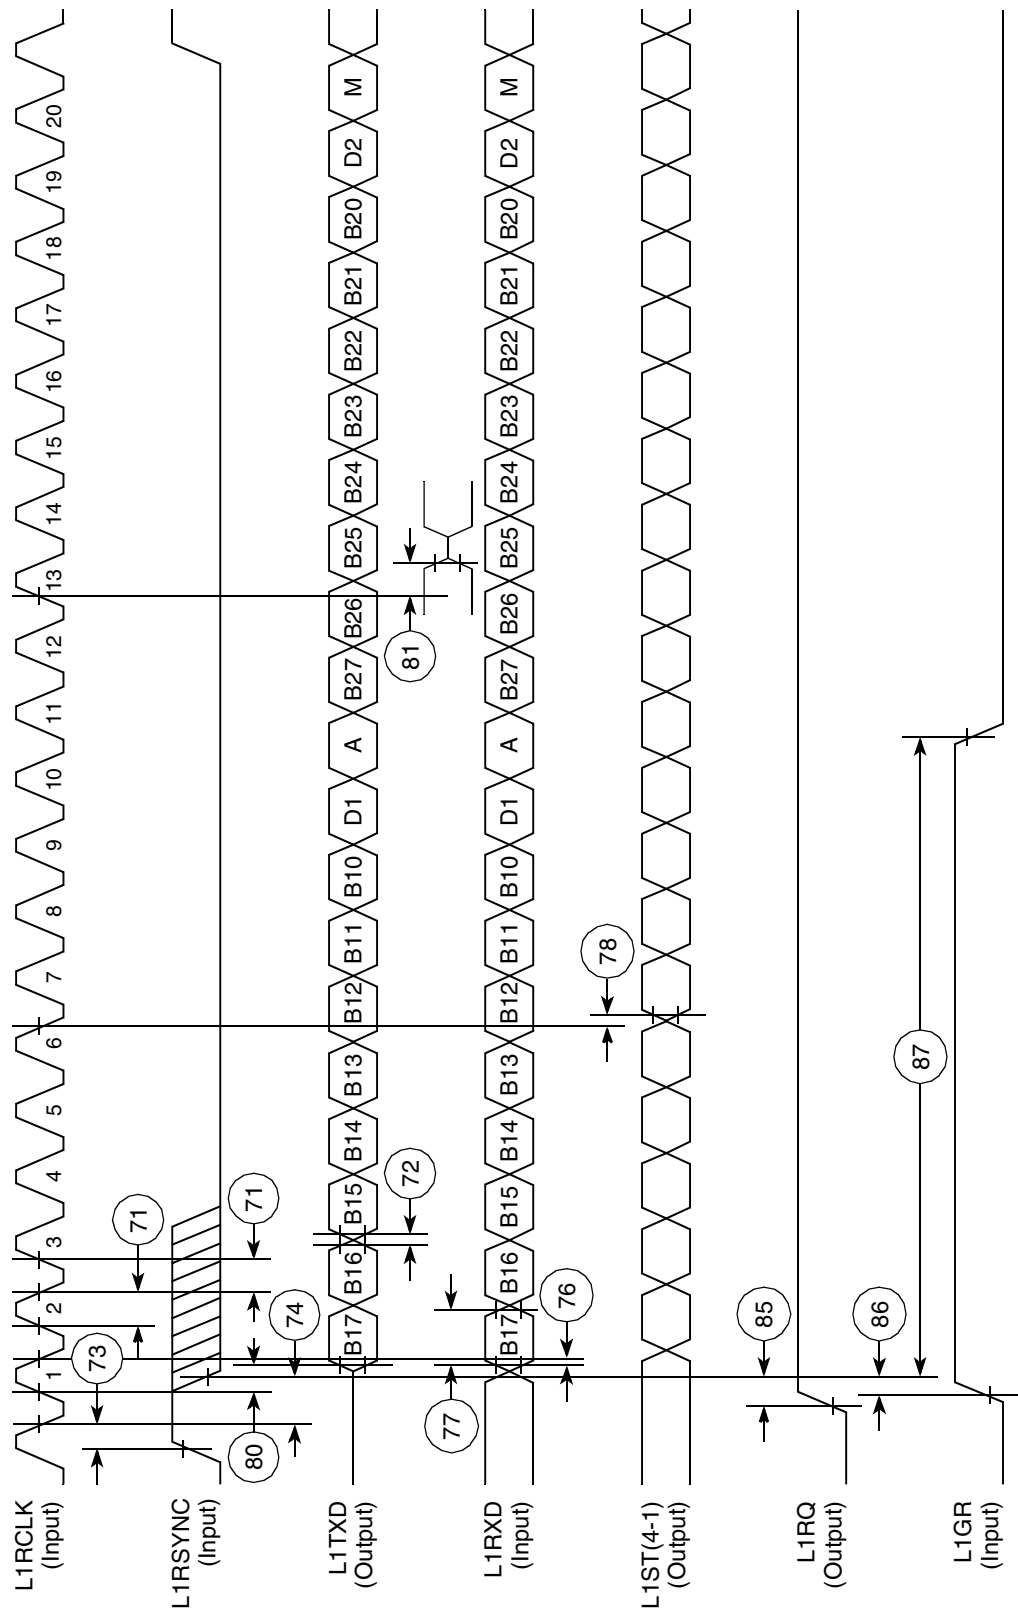 L1RCLK
(Input)
1 2 3 4 5 6 7 8 9 10 11 12 13 14 15 16 17 18 19 20
73
71
L1RSYNC
(Input)
80 71
74
L1TXD
(Output)
B17 B16 B15 B14 B13 B12 B11 B10 D1 A B27 B26 B25 B24 B23 B22 B21 B20 D2 M
72 81
77
L1RXD
(Input)
B17 B16 B15 B14 B13 B12 B11 B10 D1 A B27 B26 B25 B24 B23 B22 B21 B20 D2 M
76
78
L1ST(4-1)
(Output)
85
L1RQ
(Output)
86
87
L1GR
(Input)